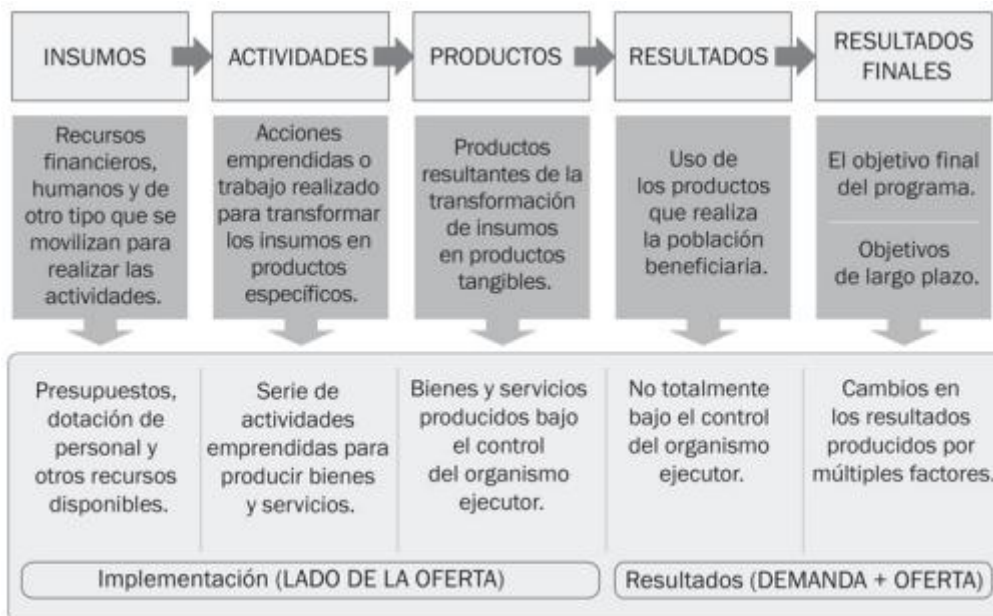 INSUMOS
ACTIVIDADES
PRODUCTOS
RESULTADOS
RESULTADOS
FINALES
Recursos
financieros,
humanos y de
otro tipo que se
movilizan para
realizar las
actividades.
Acciones
emprendidas o
trabajo realizado
para transformar
los insumos en
productos
específicos.
Productos
resultantes de la
transformación
de insumos
en productos
tangibles.
Uso de
los productos
que realiza
la población
beneficiaria.
El objetivo final
del programa.
Objetivos
de largo plazo.
Presupuestos,
dotación de
personal y
otros recursos
disponibles.
Serie de
actividades
emprendidas para
producir bienes
y servicios.
Bienes y servicios
producidos bajo
el control
del organismo
ejecutor.
No totalmente
bajo el control
del organismo
ejecutor.
Cambios en
los resultados
producidos por
múltiples factores.
Implementación (LADO DE LA OFERTA)
Resultados (DEMANDA + OFERTA)